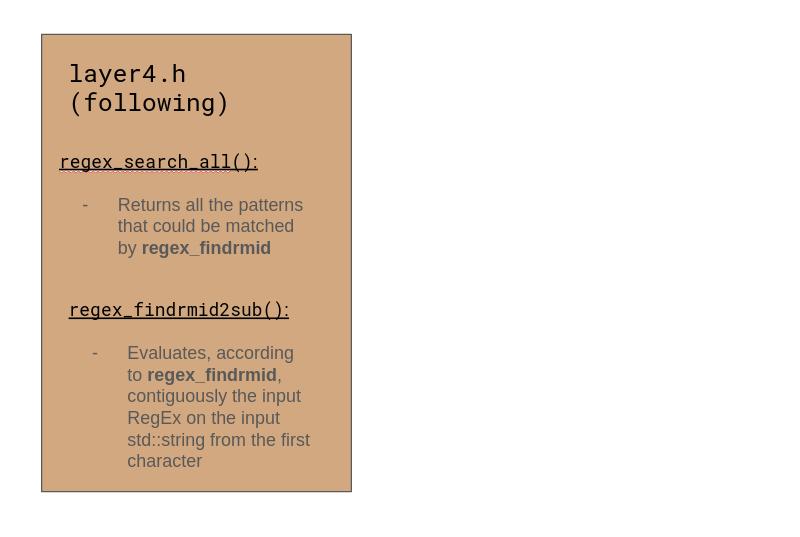 layer4.h
(following)
regex_search_all():
- Returns all the patterns
that could be matched
by regex_findrmid
regex_findrmid2sub():
- Evaluates, according
to regex_findrmid,
contiguously the input
RegEx on the input
std::string from the first
character